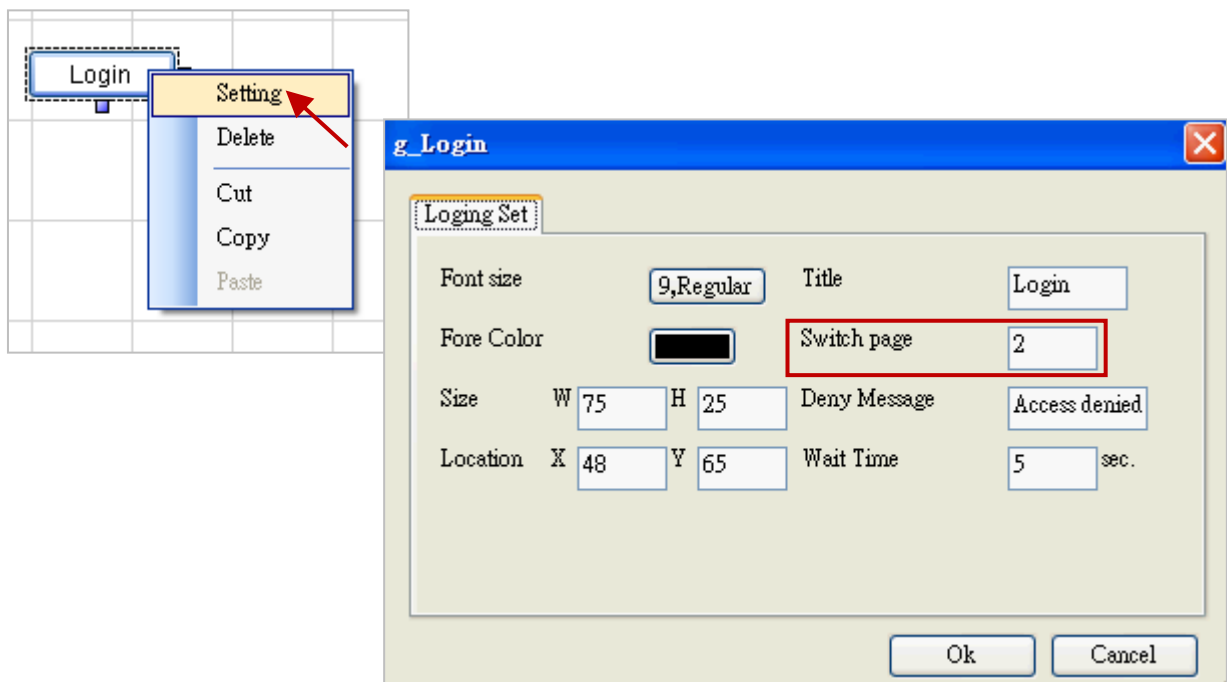 Login
Setting
Delete
Cut
Copy
Paste
g_Login
Loging Set
Font size 9,Regular Title Login
Fore Color Switch page 2
Size W 75 H 25 Deny Message Access denied
Location X 48 Y 65 Wait Time 5 sec.
Ok Cancel